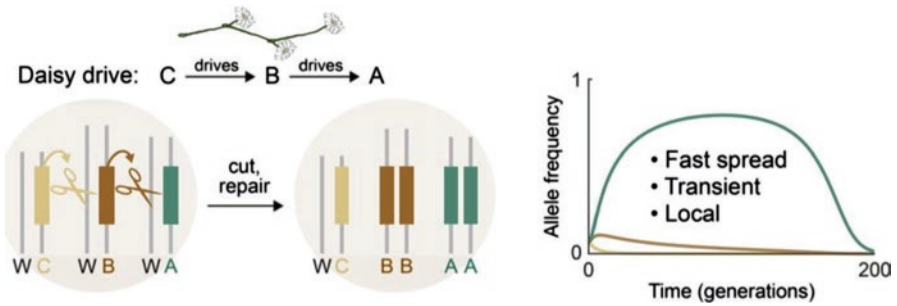 Daisy drive: C drives B drives A
W C W B W A
cut,
repair
W C B B A A
Allele frequency
1
0
• Fast spread
• Transient
• Local
0 200
Time (generations)